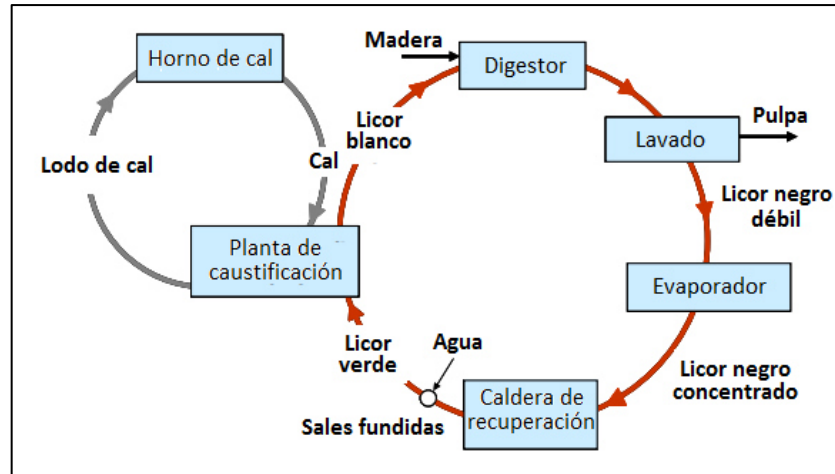 Horno de cal
Madera
Digestor
Licor
blanco
Pulpa
Lavado
Lodo de cal
Cal
Licor negro
débil
Planta de
caustificación
Evaporador
Licor
verde
Agua
Licor negro
concentrado
Caldera de
recuperación
Sales fundidas